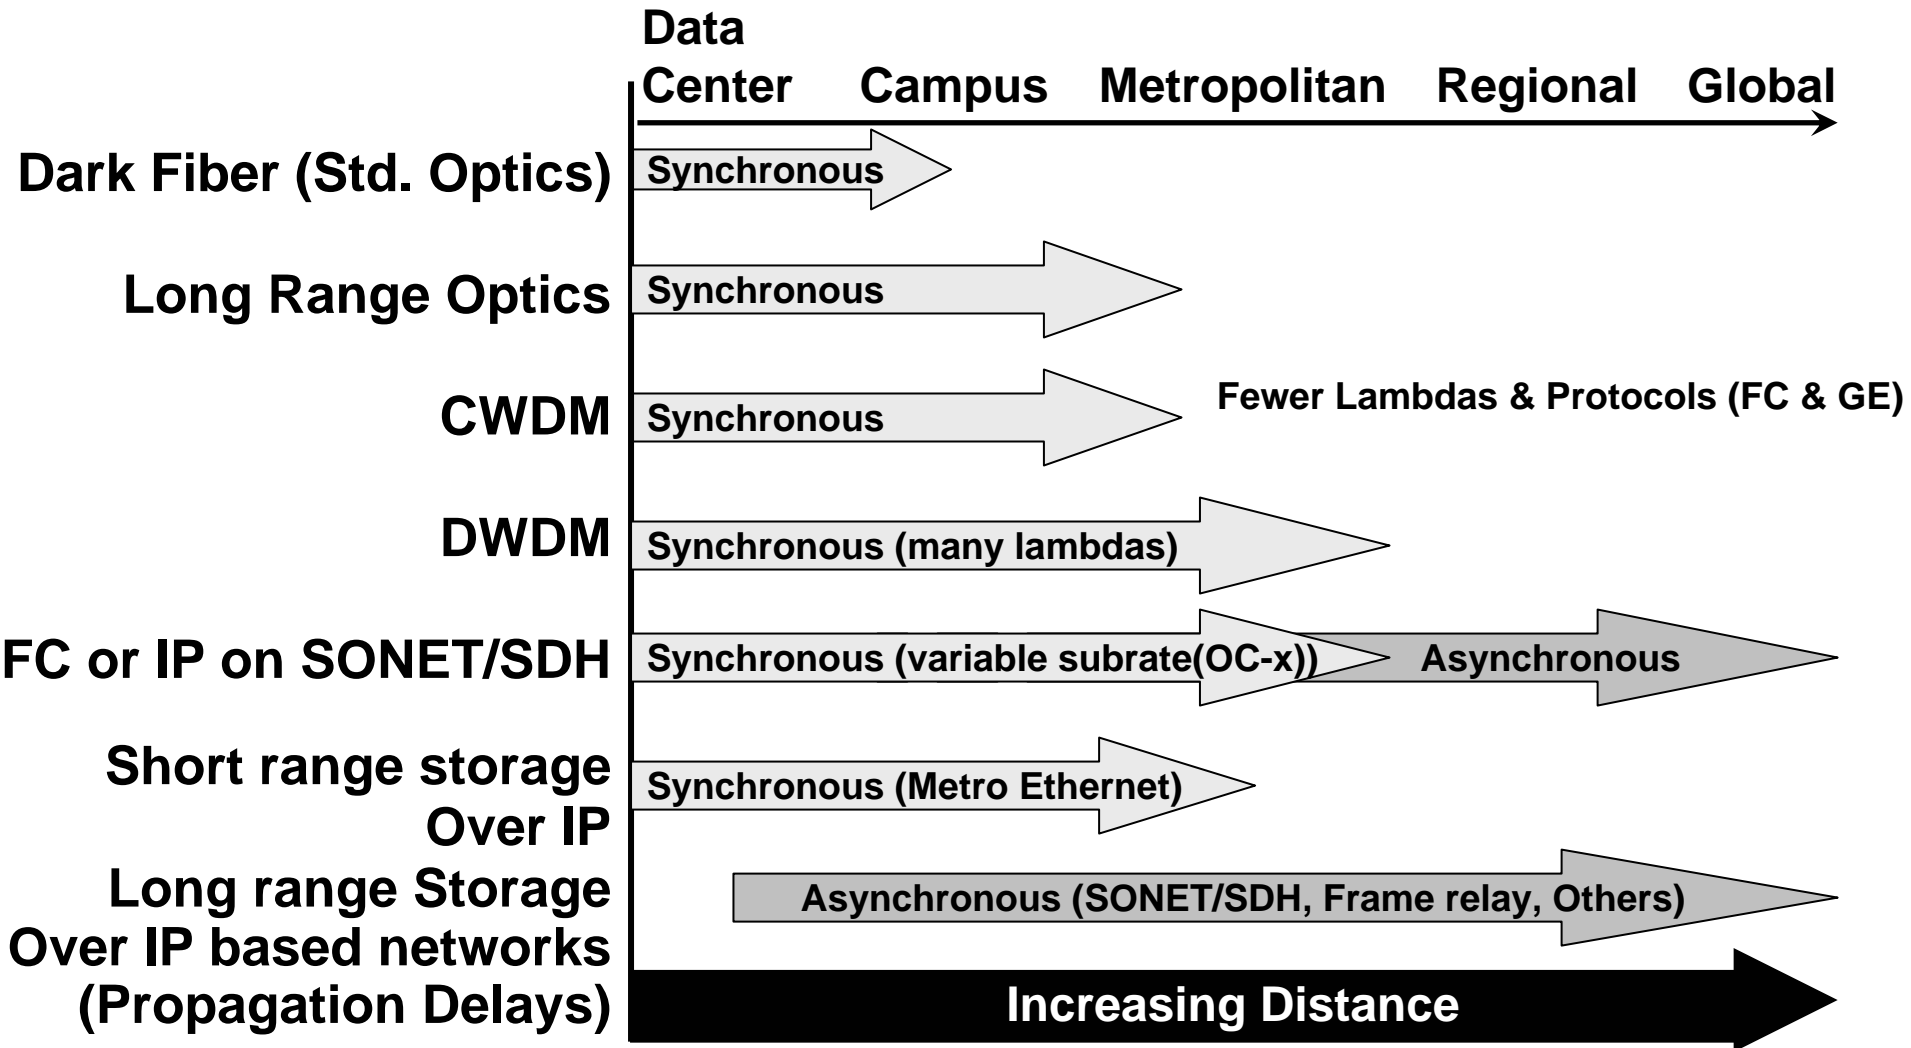 Data
Center Campus Metropolitan Regional Global
Dark Fiber (Std. Optics)
Synchronous
Long Range Optics
Synchronous
CWDM
Synchronous
Fewer Lambdas & Protocols (FC & GE)
DWDM
Synchronous (many lambdas)
FC or IP on SONET/SDH
Synchronous (variable subrate(OC-x))
Asynchronous
Short range storage
Over IP
Synchronous (Metro Ethernet)
Long range Storage
Over IP based networks
(Propagation Delays)
Asynchronous (SONET/SDH, Frame relay, Others)
Increasing Distance